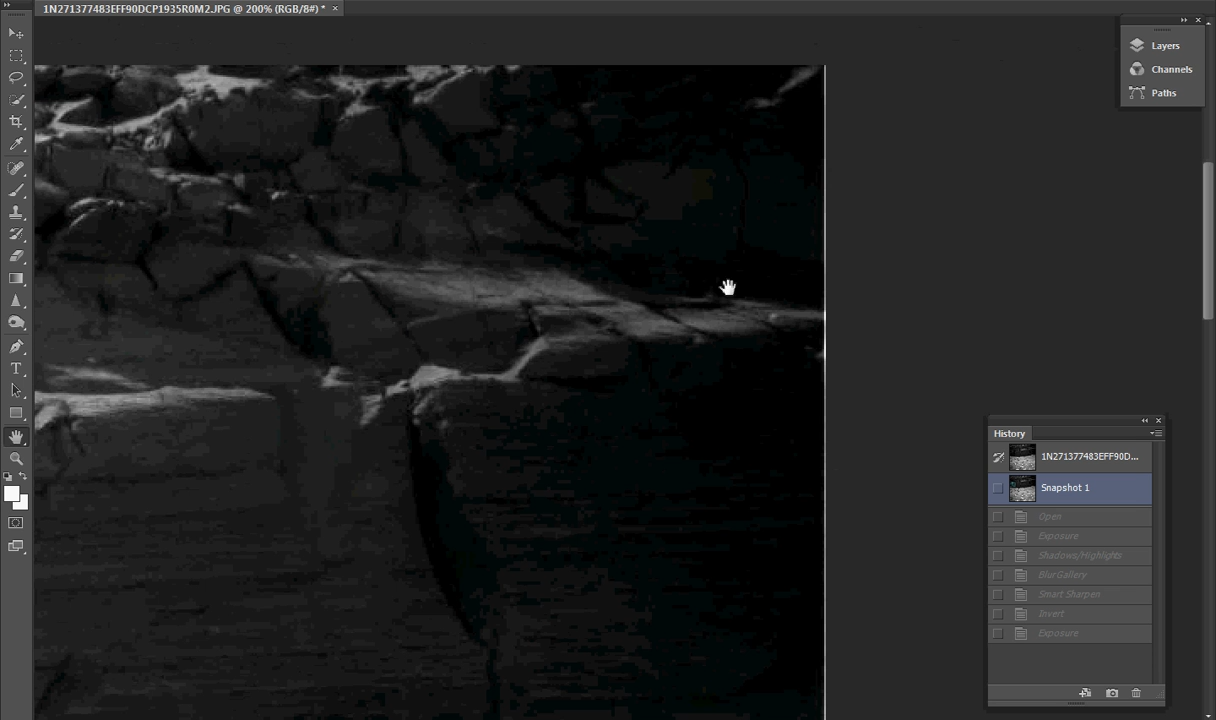 1N271377483EFF90DCP1935R0M2.JPG @ 200% (RGB/8#) *
Layers
Channels
Paths
T
History
1N271377483EFF90D...
Snapshot 1
Open
Exposure
Shadows/Highlights
Blur Gallery
Smart Sharpen
Invert
Exposure